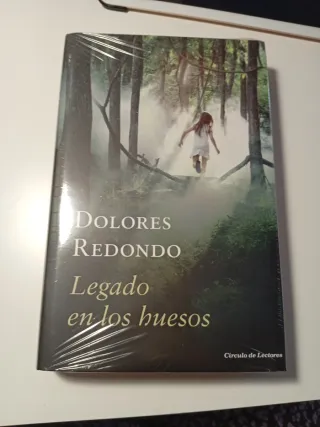 DOLORES
REDONDO
Legado
en los huesos
Círculo de Lectores